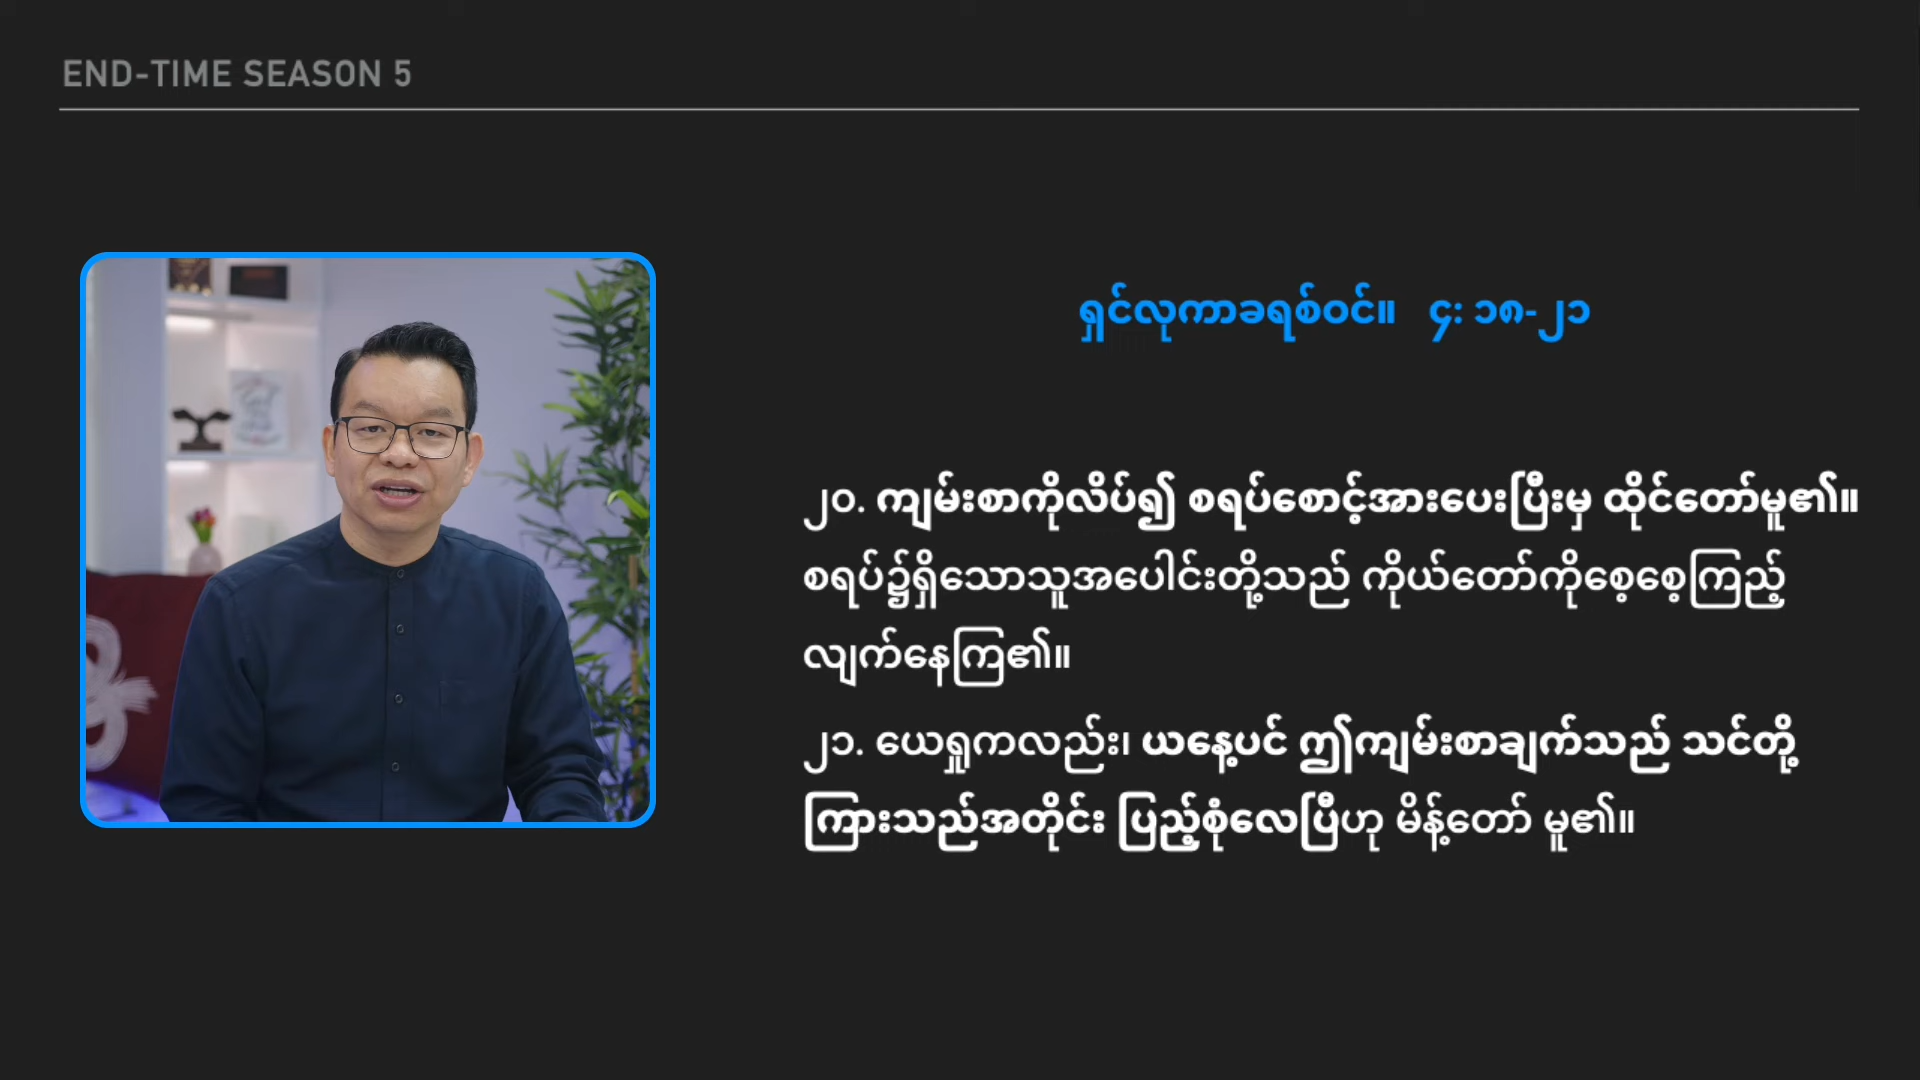 END-TIME SEASON 5
ရှင်လုကာခရစ်ဝင်။ ၄: ၁၈-၂၁
၂၀. ကျမ်းစာကိုလိပ်၍ စရပ်စောင့်အားပေးပြီးမှ ထိုင်တော်မူ၏။
စရပ်၌ရှိသောသူအပေါင်းတို့သည် ကိုယ်တော်ကိုစေ့စေ့ကြည့်
လျက်နေကြ၏။
၂၁. ယေရှုကလည်း၊ ယနေ့ပင် ဤကျမ်းစာချက်သည် သင်တို့
ကြားသည်အတိုင်း ပြည့်စုံလေပြီဟု မိန့်တော် မူ၏။